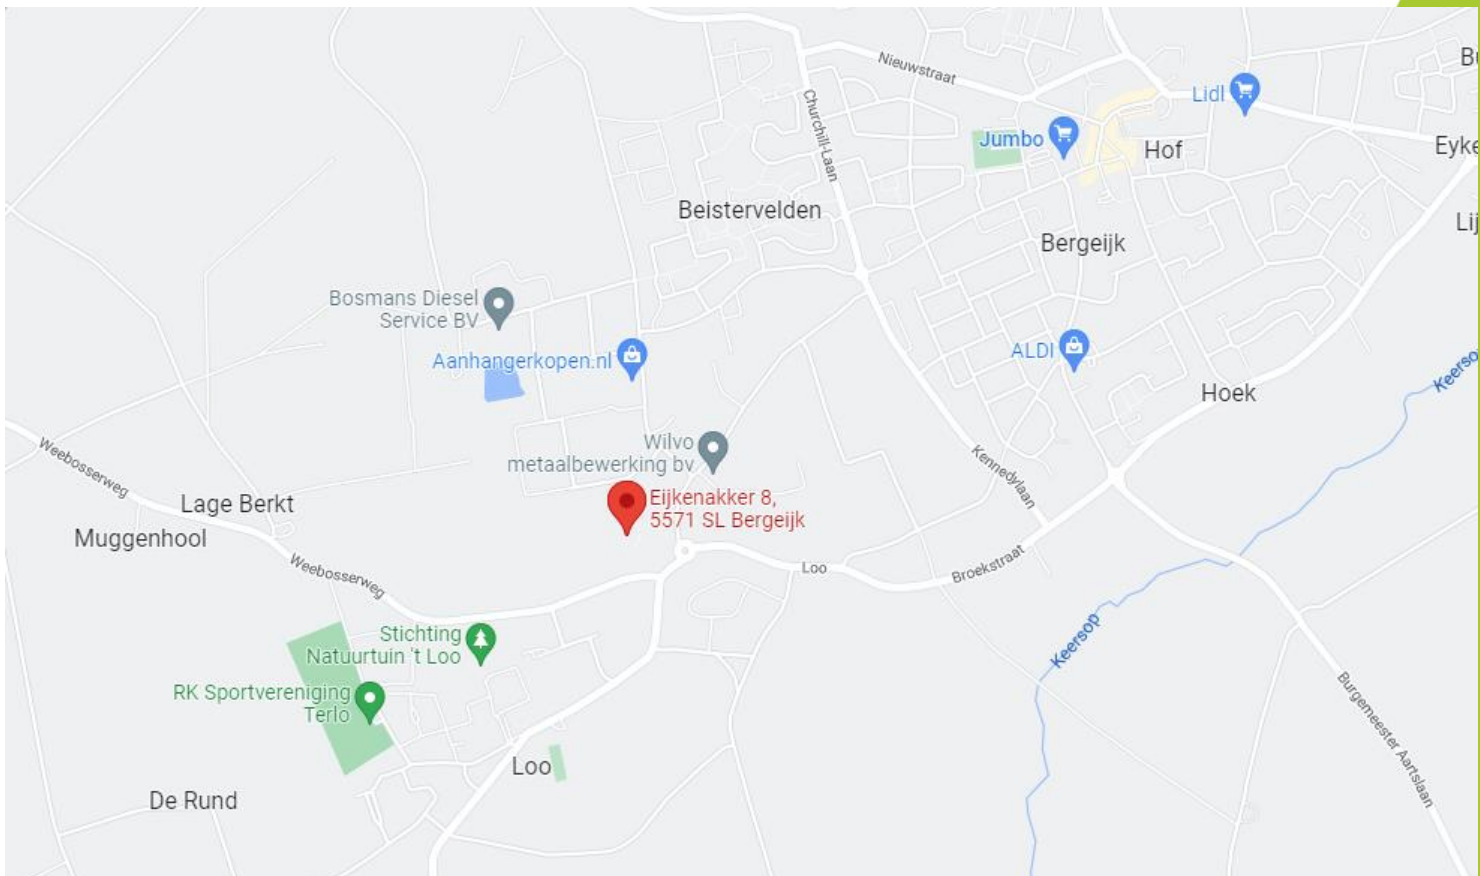 Nieuwstraat
Churchill-Laan
Lidl
Jumbo
Hof
Beistervelden
Bergeijk
Bosmans Diesel
Service BV
Aanhangerkopen.nl
ALDI
Hoek
Wilvo
metaalbewerking bv
Kennedylaan
Weebosserweg
Lage Berkt
Eijkenakker 8,
5571 SL Bergeijk
Muggenhool
Weebosserweg
Loo
Broekstraat
Keersop
Stichting
Natuurtuin 't Loo
RK Sportvereniging
Terlo
Burgemeester Aartslaan
Loo
De Rund